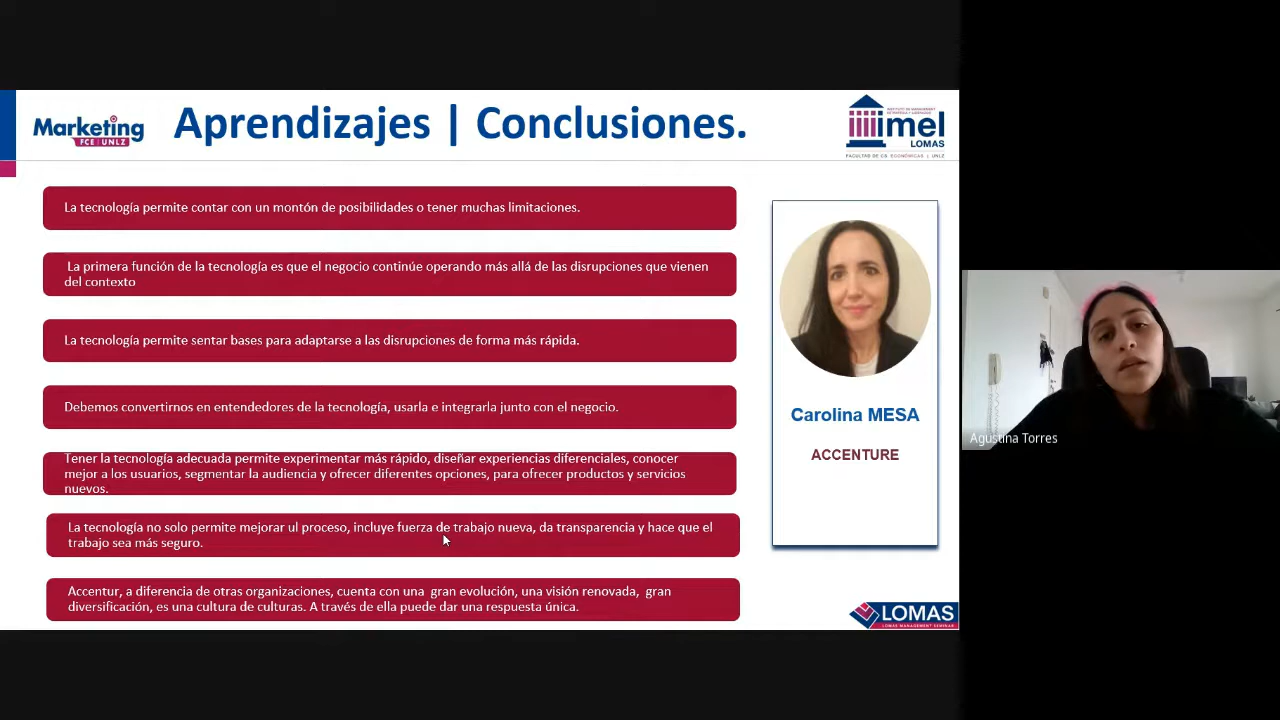 Marketing
FCE | UNLZ
Aprendizajes | Conclusiones.
INSTITUTO DE MANAGEMENT
ESTRATEGIA Y LIDERAZGO
imel
LOMAS
FACULTAD DE CS. ECONÓMICAS | UNLZ
La tecnología permite contar con un montón de posibilidades o tener muchas limitaciones.
La primera función de la tecnología es que el negocio continúe operando más allá de las disrupciones que vienen
del contexto
La tecnología permite sentar bases para adaptarse a las disrupciones de forma más rápida.
Debemos convertirnos en entendedores de la tecnología, usarla e integrarla junto con el negocio.
Tener la tecnología adecuada permite experimentar más rápido, diseñar experiencias diferenciales, conocer
mejor a los usuarios, segmentar la audiencia y ofrecer diferentes opciones, para ofrecer productos y servicios
nuevos.
La tecnología no solo permite mejorar ul proceso, incluye fuerza de trabajo nueva, da transparencia y hace que el
trabajo sea más seguro.
Accentur, a diferencia de otras organizaciones, cuenta con una gran evolución, una visión renovada, gran
diversificación, es una cultura de culturas. A través de ella puede dar una respuesta única.
Carolina MESA
ACCENTURE
LOMAS
LOMAS MANAGEMENT SEMINAR
Agustina Torres